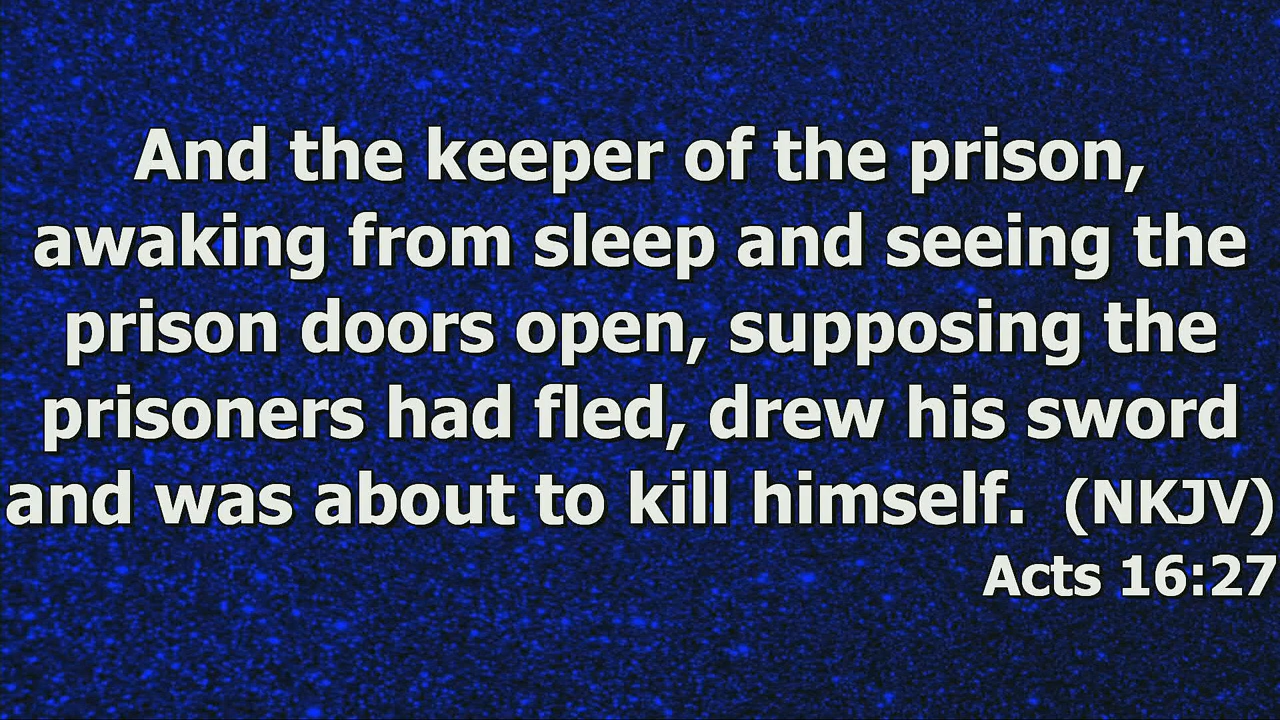 And the keeper of the prison,
awaking from sleep and seeing the
prison doors open, supposing the
prisoners had fled, drew his sword
and was about to kill himself. (NKJV)
Acts 16:27